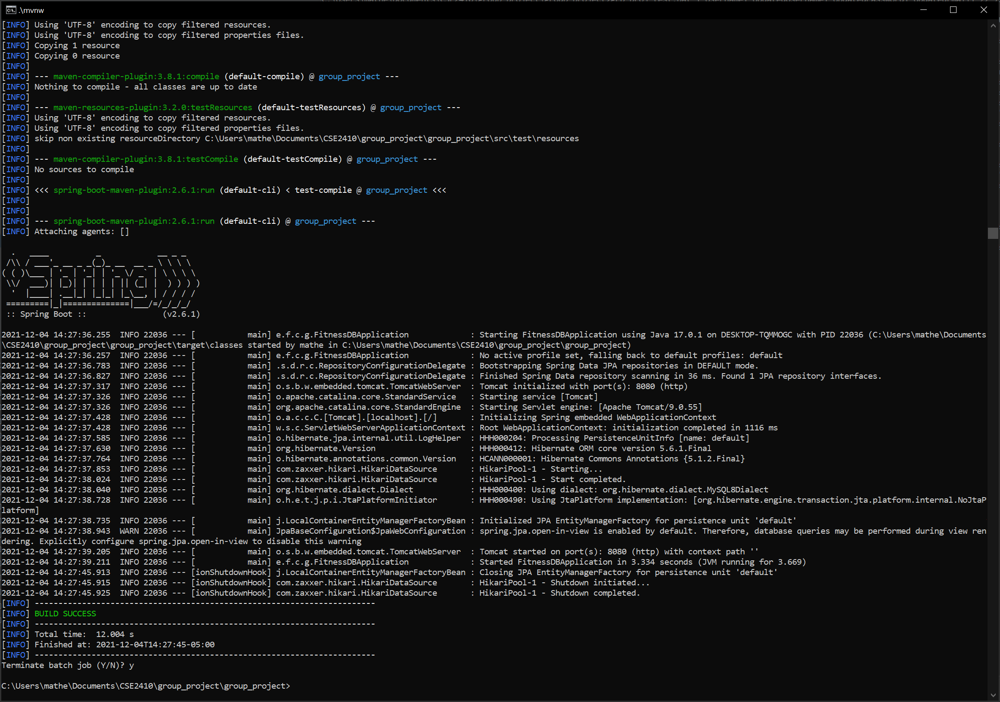 .\mvnw
[INFO] Using 'UTF-8' encoding to copy filtered resources.
[INFO] Using 'UTF-8' encoding to copy filtered properties files.
[INFO] Copying 1 resource
[INFO] Copying 0 resource
[INFO]
[INFO] --- maven-compiler-plugin:3.8.1:compile (default-compile) @ group_project ---
[INFO] Nothing to compile - all classes are up to date
[INFO]
[INFO] --- maven-resources-plugin:3.2.0:testResources (default-testResources) @ group_project ---
[INFO] Using 'UTF-8' encoding to copy filtered resources.
[INFO] Using 'UTF-8' encoding to copy filtered properties files.
[INFO] skip non existing resourceDirectory C:\Users\mathe\Documents\CSE2410\group_project\group_project\src\test\resources
[INFO]
[INFO] --- maven-compiler-plugin:3.8.1:testCompile (default-testCompile) @ group_project ---
[INFO] No sources to compile
[INFO]
[INFO] <<< spring-boot-maven-plugin:2.6.1:run (default-cli) < test-compile @ group_project <<<
[INFO]
[INFO]
[INFO] --- spring-boot-maven-plugin:2.6.1:run (default-cli) @ group_project ---
[INFO] Attaching agents: []
Spring
:: Spring Boot ::                (v2.6.1)
2021-12-04 14:27:36.255  INFO 22036 --- [           main] e.f.c.g.FitnessDBApplication             : Starting FitnessDBApplication using Java 17.0.1 on DESKTOP-TQMMOGC with PID 22036 (C:\Users\mathe\Documents
\CSE2410\group_project\group_project\target\classes started by mathe in C:\Users\mathe\Documents\CSE2410\group_project\group_project)
2021-12-04 14:27:36.257  INFO 22036 --- [           main] e.f.c.g.FitnessDBApplication             : No active profile set, falling back to default profiles: default
2021-12-04 14:27:36.783  INFO 22036 --- [           main] .s.d.r.c.RepositoryConfigurationDelegate : Bootstrapping Spring Data JPA repositories in DEFAULT mode.
2021-12-04 14:27:36.827  INFO 22036 --- [           main] .s.d.r.c.RepositoryConfigurationDelegate : Finished Spring Data repository scanning in 36 ms. Found 1 JPA repository interfaces.
2021-12-04 14:27:37.317  INFO 22036 --- [           main] o.s.b.w.embedded.tomcat.TomcatWebServer  : Tomcat initialized with port(s): 8080 (http)
2021-12-04 14:27:37.326  INFO 22036 --- [           main] o.apache.catalina.core.StandardService   : Starting service [Tomcat]
2021-12-04 14:27:37.326  INFO 22036 --- [           main] org.apache.catalina.core.StandardEngine  : Starting Servlet engine: [Apache Tomcat/9.0.55]
2021-12-04 14:27:37.428  INFO 22036 --- [           main] o.a.c.c.C.[Tomcat].[localhost].[/]       : Initializing Spring embedded WebApplicationContext
2021-12-04 14:27:37.428  INFO 22036 --- [           main] w.s.c.ServletWebServerApplicationContext : Root WebApplicationContext: initialization completed in 1116 ms
2021-12-04 14:27:37.585  INFO 22036 --- [           main] o.hibernate.jpa.internal.util.LogHelper  : HHH000204: Processing PersistenceUnitInfo [name: default]
2021-12-04 14:27:37.630  INFO 22036 --- [           main] org.hibernate.Version                    : HHH000412: Hibernate ORM core version 5.6.1.Final
2021-12-04 14:27:37.764  INFO 22036 --- [           main] o.hibernate.annotations.common.Version   : HCANN000001: Hibernate Commons Annotations {5.1.2.Final}
2021-12-04 14:27:37.853  INFO 22036 --- [           main] com.zaxxer.hikari.HikariDataSource       : HikariPool-1 - Starting...
2021-12-04 14:27:38.024  INFO 22036 --- [           main] com.zaxxer.hikari.HikariDataSource       : HikariPool-1 - Start completed.
2021-12-04 14:27:38.040  INFO 22036 --- [           main] org.hibernate.dialect.Dialect            : HHH000400: Using dialect: org.hibernate.dialect.MySQL8Dialect
2021-12-04 14:27:38.728  INFO 22036 --- [           main] o.h.e.t.j.p.i.JtaPlatformInitiator       : HHH000490: Using JtaPlatform implementation: [org.hibernate.engine.transaction.jta.platform.internal.NoJtaP
latform]
2021-12-04 14:27:38.735  INFO 22036 --- [           main] j.LocalContainerEntityManagerFactoryBean : Initialized JPA EntityManagerFactory for persistence unit 'default'
2021-12-04 14:27:38.943  WARN 22036 --- [           main] JpaBaseConfiguration$JpaWebConfiguration : spring.jpa.open-in-view is enabled by default. Therefore, database queries may be performed during view ren
dering. Explicitly configure spring.jpa.open-in-view to disable this warning
2021-12-04 14:27:39.205  INFO 22036 --- [           main] o.s.b.w.embedded.tomcat.TomcatWebServer  : Tomcat started on port(s): 8080 (http) with context path ''
2021-12-04 14:27:39.211  INFO 22036 --- [           main] e.f.c.g.FitnessDBApplication             : Started FitnessDBApplication in 3.334 seconds (JVM running for 3.669)
2021-12-04 14:27:45.913  INFO 22036 --- [ionShutdownHook] j.LocalContainerEntityManagerFactoryBean : Closing JPA EntityManagerFactory for persistence unit 'default'
2021-12-04 14:27:45.915  INFO 22036 --- [ionShutdownHook] com.zaxxer.hikari.HikariDataSource       : HikariPool-1 - Shutdown initiated...
2021-12-04 14:27:45.925  INFO 22036 --- [ionShutdownHook] com.zaxxer.hikari.HikariDataSource       : HikariPool-1 - Shutdown completed.
[INFO] ------------------------------------------------------------------------
[INFO] BUILD SUCCESS
[INFO] ------------------------------------------------------------------------
[INFO] Total time:  12.004 s
[INFO] Finished at: 2021-12-04T14:27:45-05:00
[INFO] ------------------------------------------------------------------------
Terminate batch job (Y/N)? y
C:\Users\mathe\Documents\CSE2410\group_project\group_project>